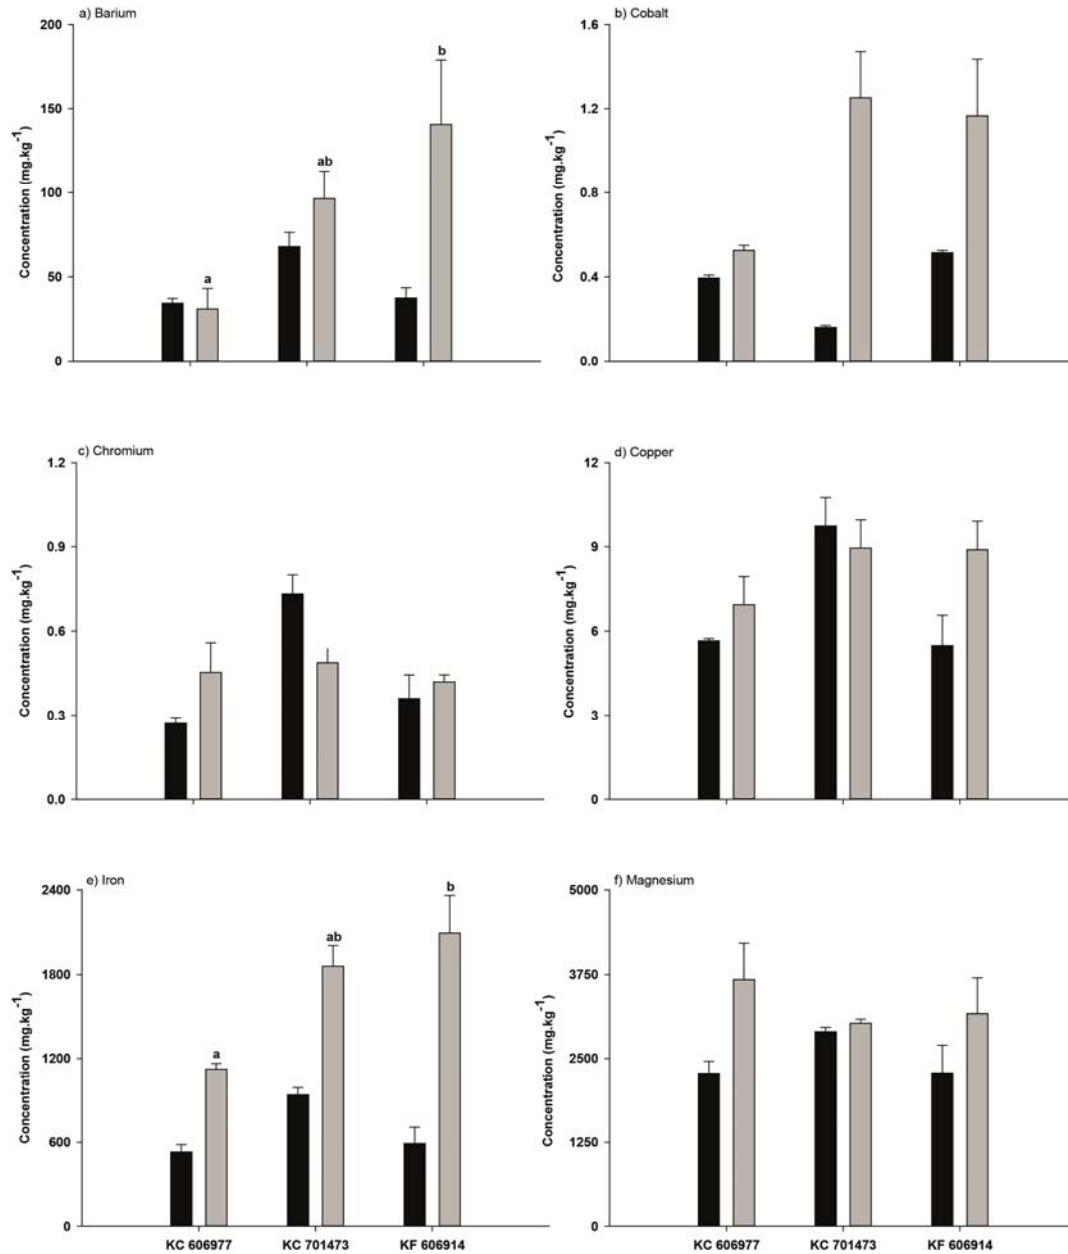 a) Barium
200
150
100
50
0
Concentration (mg.kg-1)
a
ab
b
b) Cobalt
1.6
1.2
0.8
0.4
0.0
Concentration (mg.kg-1)
c) Chromium
1.2
0.9
0.6
0.3
0.0
Concentration (mg.kg-1)
d) Copper
12
9
6
3
0
Concentration (mg.kg-1)
e) Iron
2400
1800
1200
600
0
Concentration (mg.kg-1)
a
ab
b
KC 606977 KC 701473 KF 606914
f) Magnesium
5000
3750
2500
1250
0
Concentration (mg.kg-1)
KC 606977 KC 701473 KF 606914